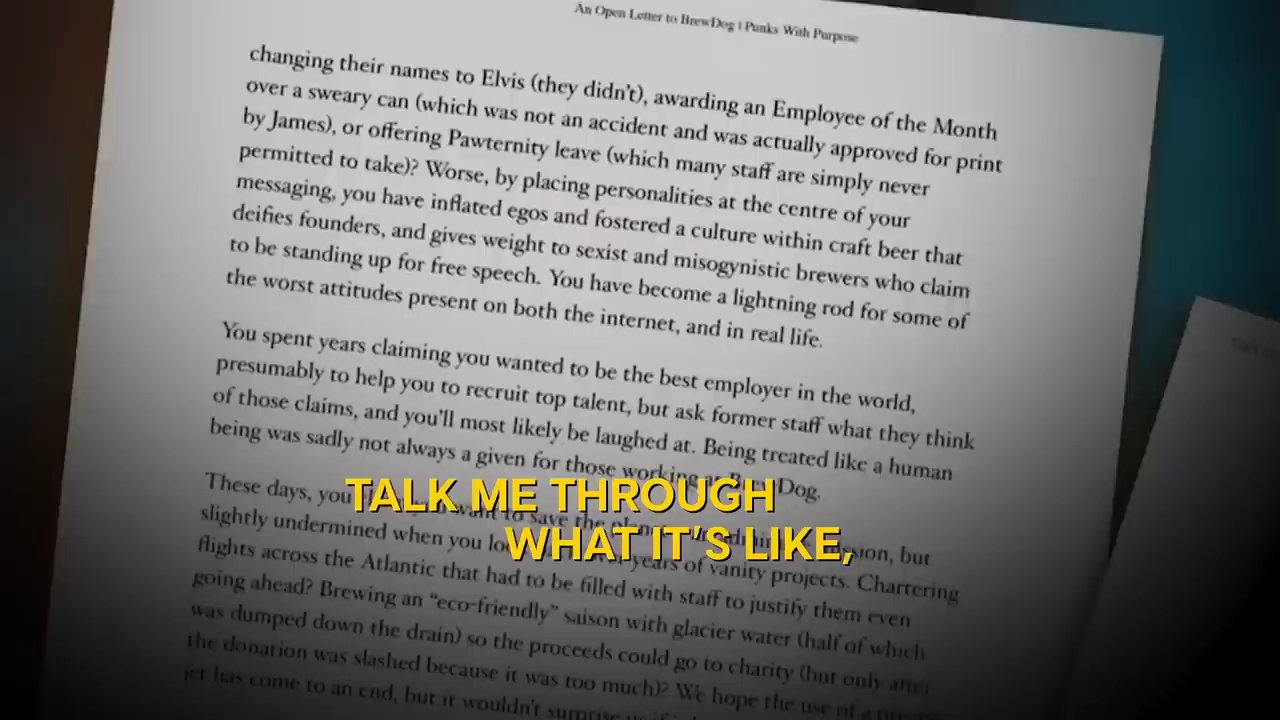 An Open Letter to BrewDog | Punks With Purpose
changing their names to Elvis (they didn't), awarding an Employee of the Month
over a sweary can (which was not an accident and was actually approved for print
by James), or offering Pawternity leave (which many staff are simply never
permitted to take)? Worse, by placing personalities at the centre of your
messaging, you have inflated egos and fostered a culture within craft beer that
deifies founders, and gives weight to sexist and misogynistic brewers who claim
to be standing up for free speech. You have become a lightning rod for some of
the worst attitudes present on both the internet, and in real life.
You spent years claiming you wanted to be the best employer in the world,
presumably to help you to recruit top talent, but ask former staff what they think
of those claims, and you'll most likely be laughed at. Being treated like a human
being was sadly not always a given for those working at BrewDog.
These days, you want to save the planet
TALK ME THROUGH
WHAT IT'S LIKE,
slightly undermined when you years of vanity projects. Chartering
flights across the Atlantic that had to be filled with staff to justify them even
going ahead? Brewing an "eco-friendly" saison with glacier water (half of which
was dumped down the drain) so the proceeds could go to charity (but only after
the donation was slashed because it was too much)? We hope the use of a
jet has come to an end, but it wouldn't surprise